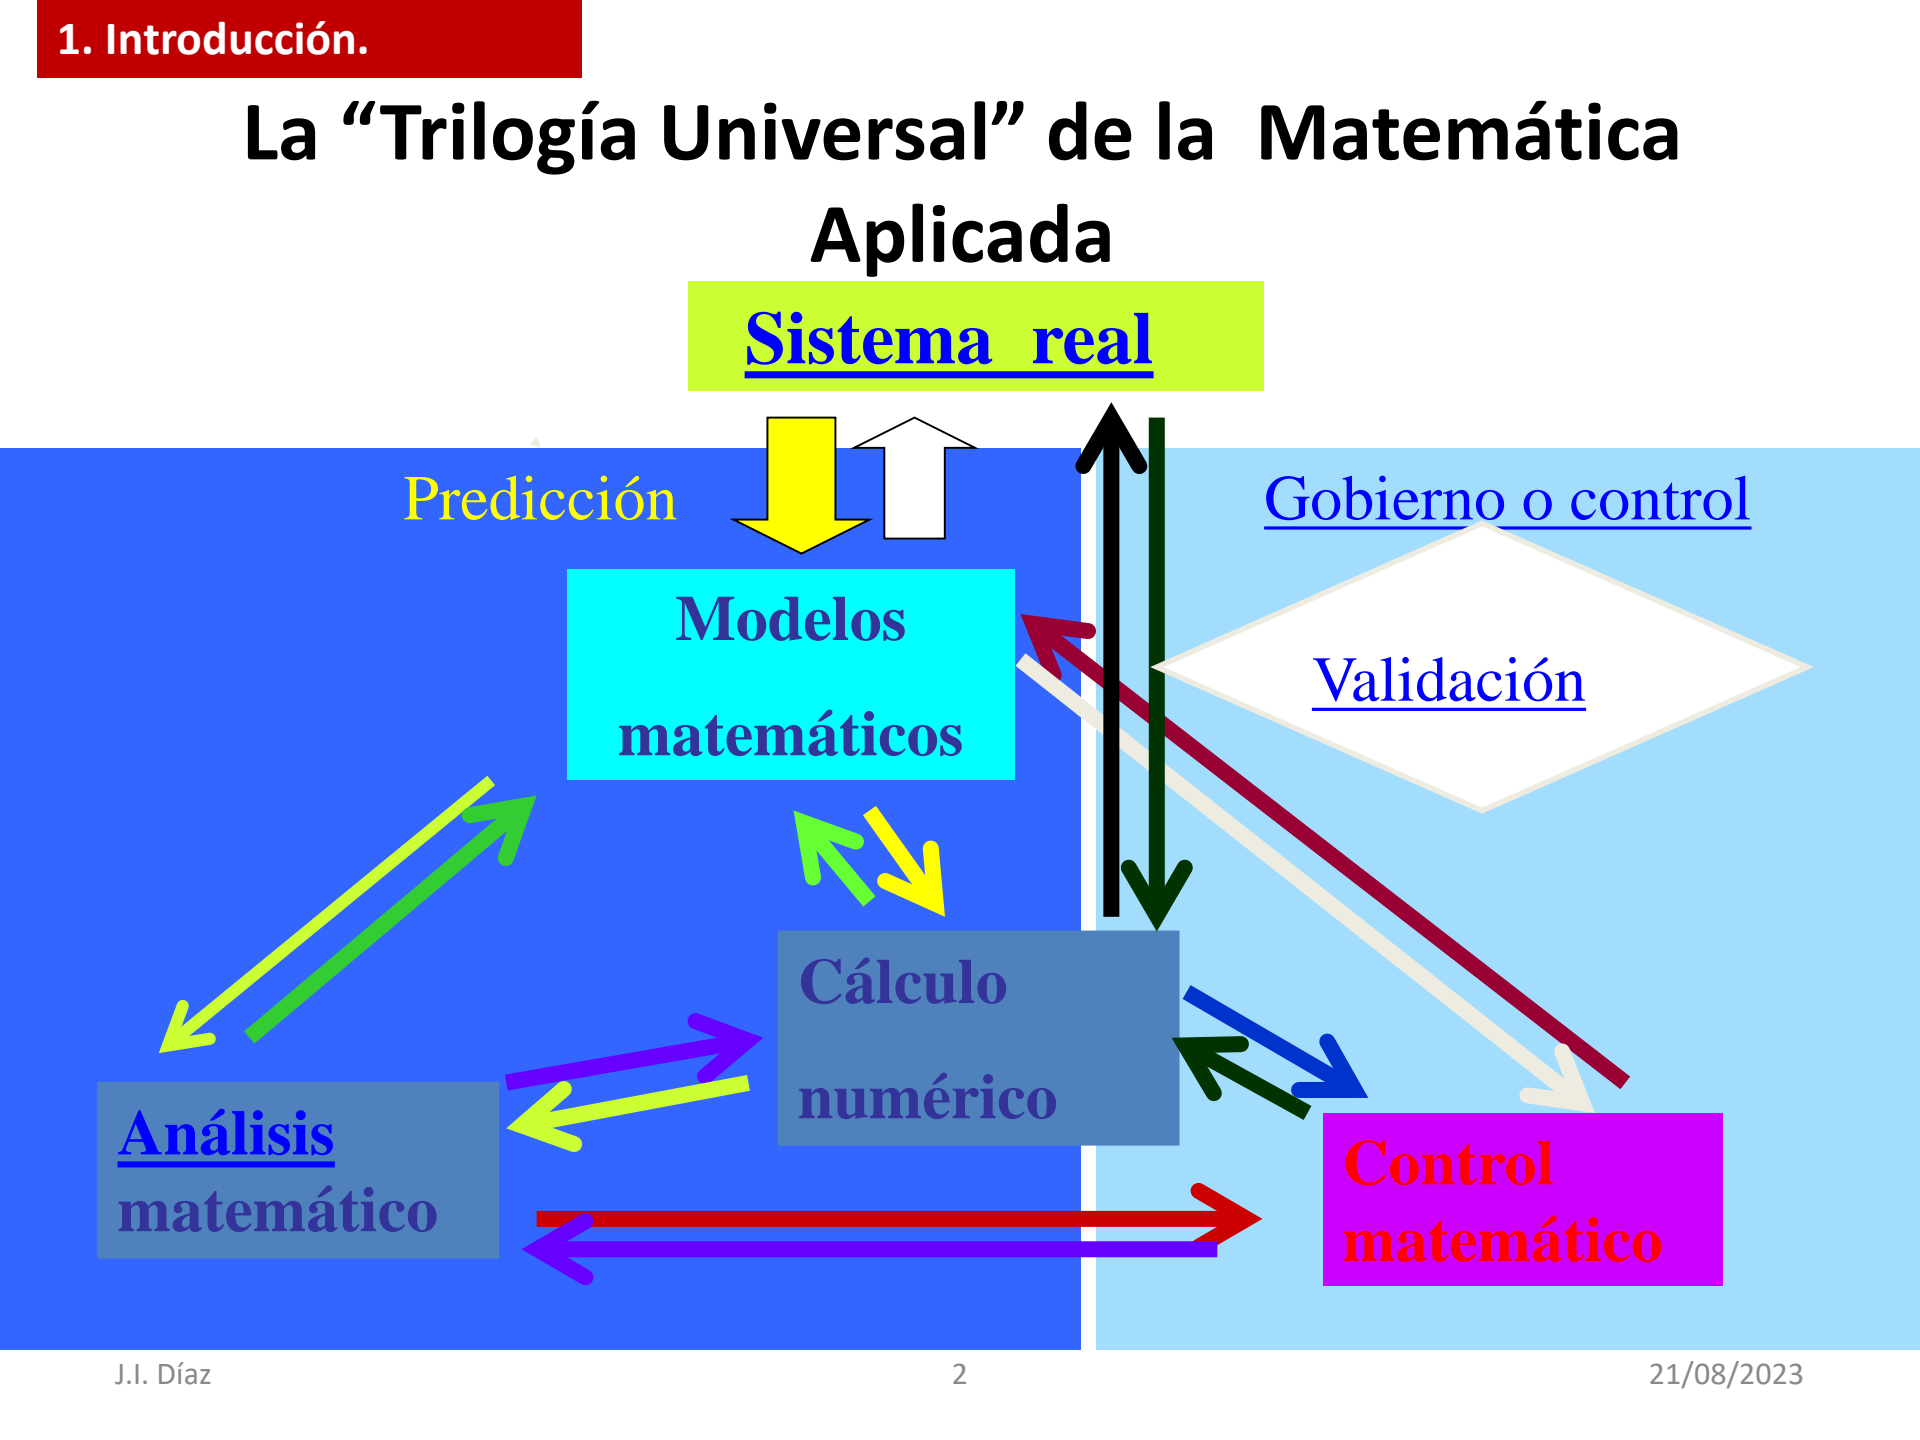 1. Introducción.
La “Trilogía Universal” de la Matemática
Aplicada
Sistema real
Predicción
Gobierno o control
Modelos
matemáticos
Validación
Cálculo
numérico
Análisis
matemático
Control
matemático
J.I. Díaz
2
21/08/2023